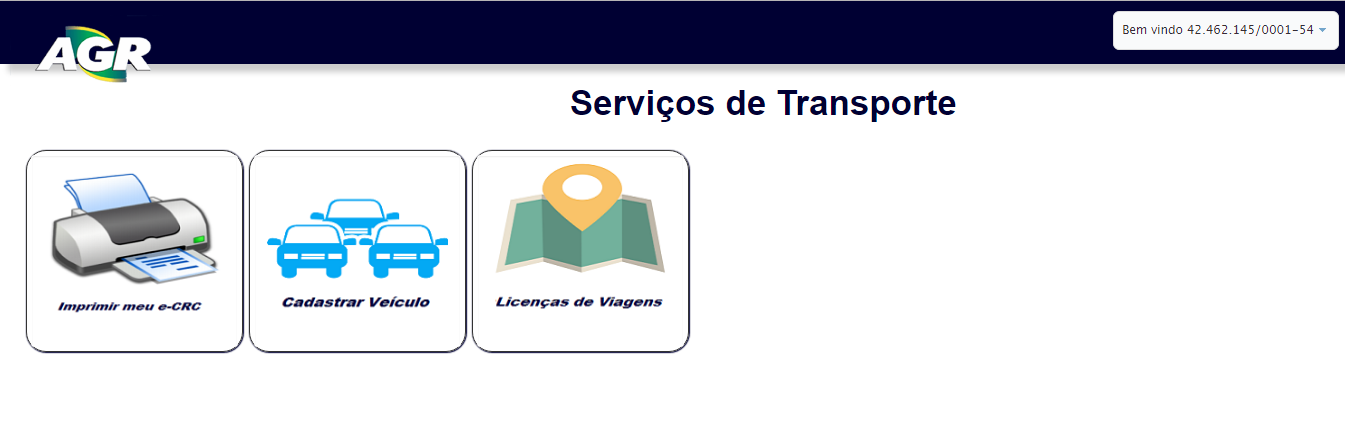 AGR
Bem vindo 42.462.145/0001-54
Serviços de Transporte
Imprimir meu e-CRC
Cadastrar Veículo
Licenças de Viagens